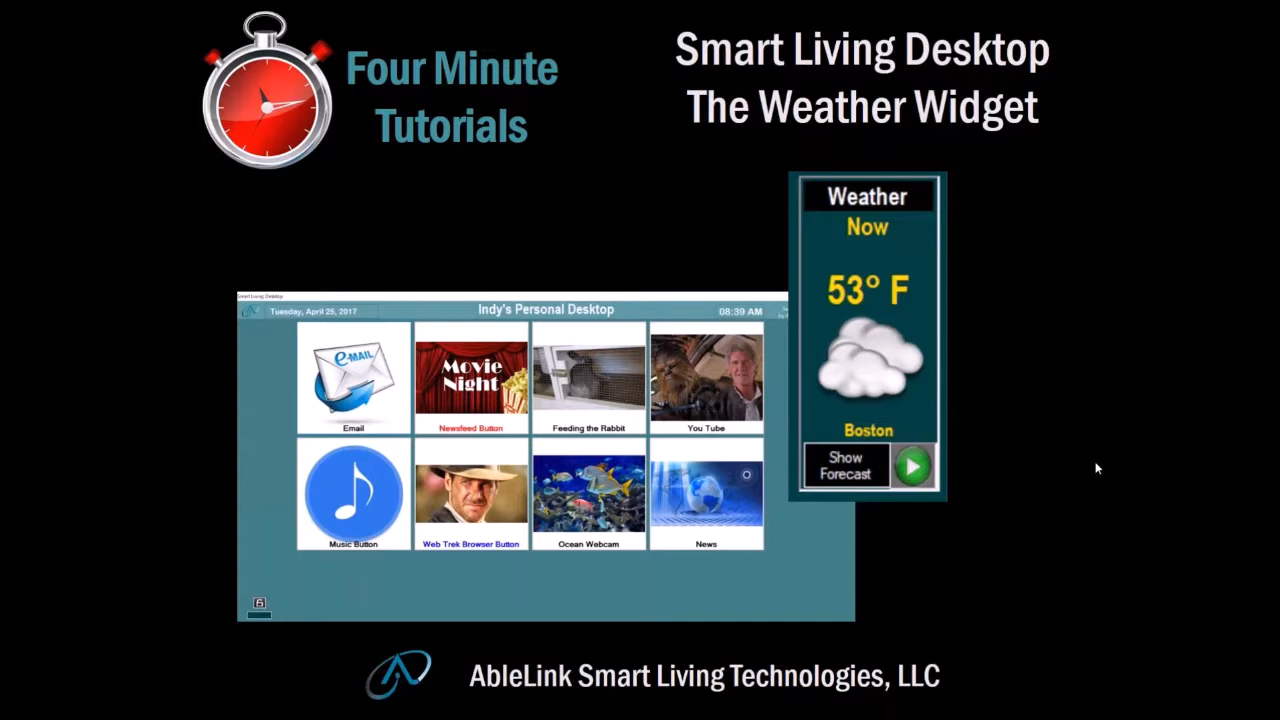 Four Minute
Tutorials
Smart Living Desktop
The Weather Widget
Weather
Now
53° F
Boston
Show
Forecast
Smart Living Desktop
Tuesday, April 25, 2017
Indy's Personal Desktop
08:39 AM
e-MAIL
Movie
Night
Email
Newsfeed Button
Feeding the Rabbit
You Tube
Music Button
Web Trek Browser Button
Ocean Webcam
News
AbleLink Smart Living Technologies, LLC